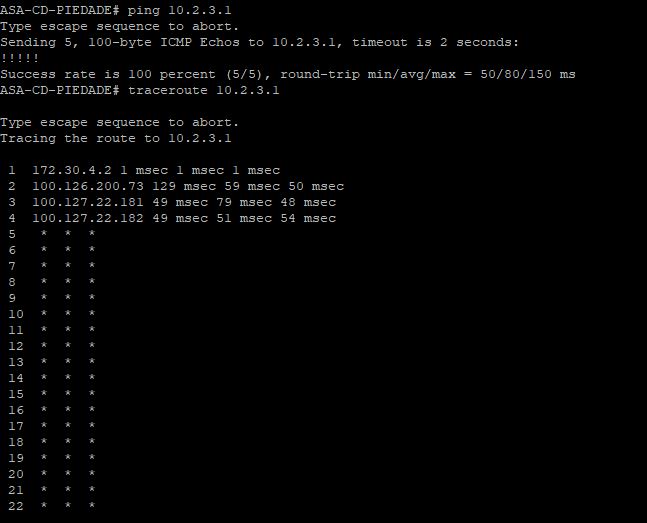 ASA-CD-PIEDADE# ping 10.2.3.1
Type escape sequence to abort.
Sending 5, 100-byte ICMP Echos to 10.2.3.1, timeout is 2 seconds:
!!!!!
Success rate is 100 percent (5/5), round-trip min/avg/max = 50/80/150 ms
ASA-CD-PIEDADE# traceroute 10.2.3.1

Type escape sequence to abort.
Tracing the route to 10.2.3.1

 1  172.30.4.2 1 msec 1 msec 1 msec
 2  100.126.200.73 129 msec 59 msec 50 msec
 3  100.127.22.181 49 msec 79 msec 48 msec
 4  100.127.22.182 49 msec 51 msec 54 msec
 5   *  *  *
 6   *  *  *
 7   *  *  *
 8   *  *  *
 9   *  *  *
 10  *  *  *
 11  *  *  *
 12  *  *  *
 13  *  *  *
 14  *  *  *
 15  *  *  *
 16  *  *  *
 17  *  *  *
 18  *  *  *
 19  *  *  *
 20  *  *  *
 21  *  *  *
 22  *  *  *